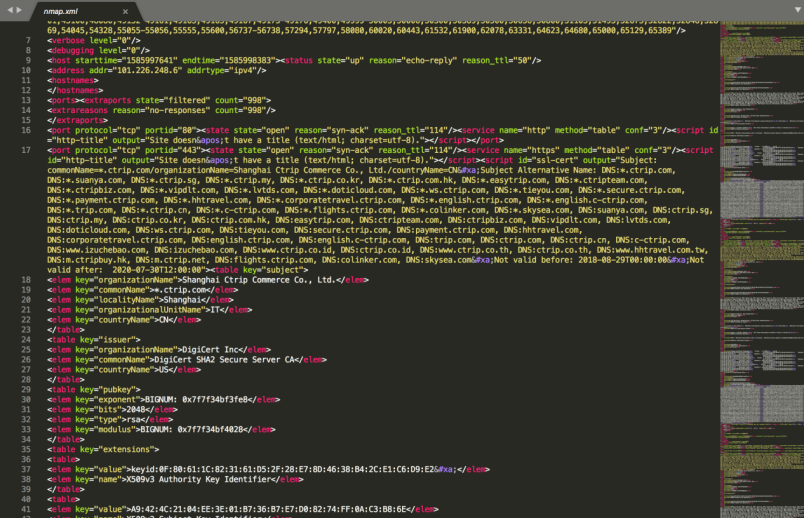 nmap.xml
69,54045,54328,55055-55056,55555,55600,56737-56738,57294,57797,58080,60020,60443,61532,61900,62078,63331,64623,64680,65000,65129,65389"/>
7 <verbose level="0"/>
8 <debugging level="0"/>
9 <host starttime="1585997641" endtime="1585998383"><status state="up" reason="echo-reply" reason_ttl="50"/>
10 <address addr="101.226.248.6" addrtype="ipv4"/>
11 <hostnames>
12 </hostnames>
13 <ports><extraports state="filtered" count="998">
14 <extrareasons reason="no-responses" count="998"/>
15 </extraports>
16 <port protocol="tcp" portid="80"><state state="open" reason="syn-ack" reason_ttl="114"/><service name="http" method="table" conf="3"/><script id
="http-title" output="Site doesn&apos;t have a title (text/html; charset=utf-8)."></script></port>
17 <port protocol="tcp" portid="443"><state state="open" reason="syn-ack" reason_ttl="114"/><service name="https" method="table" conf="3"/><script
id="http-title" output="Site doesn&apos;t have a title (text/html; charset=utf-8)."></script><script id="ssl-cert" output="Subject:
commonName=*.ctrip.com/organizationName=Shanghai Ctrip Commerce Co., Ltd./countryName=CN&#xa;Subject Alternative Name: DNS:*.ctrip.com,
DNS:*.suanya.com, DNS:*.ctrip.sg, DNS:*.ctrip.my, DNS:*.ctrip.co.kr, DNS:*.ctrip.com.hk, DNS:*.easytrip.com, DNS:*.ctripteam.com,
DNS:*.ctripbiz.com, DNS:*.vipdlt.com, DNS:*.lvtds.com, DNS:*.doticloud.com, DNS:*.ws.ctrip.com, DNS:*.tieyou.com, DNS:*.secure.ctrip.com,
DNS:*.payment.ctrip.com, DNS:*.hhtravel.com, DNS:*.corporatetravel.ctrip.com, DNS:*.english.ctrip.com, DNS:*.english.c-ctrip.com,
DNS:*.trip.com, DNS:*.ctrip.cn, DNS:*.c-ctrip.com, DNS:*.flights.ctrip.com, DNS:*.colinker.com, DNS:*.skysea.com, DNS:suanya.com, DNS:ctrip.sg,
DNS:ctrip.my, DNS:ctrip.co.kr, DNS:ctrip.com.hk, DNS:easytrip.com, DNS:ctripteam.com, DNS:ctripbiz.com, DNS:vipdlt.com, DNS:lvtds.com,
DNS:doticloud.com, DNS:ws.ctrip.com, DNS:tieyou.com, DNS:secure.ctrip.com, DNS:payment.ctrip.com, DNS:hhtravel.com,
DNS:corporatetravel.ctrip.com, DNS:english.ctrip.com, DNS:english.c-ctrip.com, DNS:trip.com, DNS:ctrip.com, DNS:ctrip.cn, DNS:c-ctrip.com,
DNS:www.izuchebao.com, DNS:izuchebao.com, DNS:www.ctrip.co.id, DNS:ctrip.co.id, DNS:www.ctrip.co.th, DNS:ctrip.co.th, DNS:www.hhtravel.com.tw,
DNS:m.ctripbuy.hk, DNS:m.ctrip.net, DNS:flights.ctrip.com, DNS:colinker.com, DNS:skysea.com&#xa;Not valid before: 2018-08-29T00:00:00&#xa;Not
valid after:  2020-07-30T12:00:00"><table key="subject">
18 <elem key="organizationName">Shanghai Ctrip Commerce Co., Ltd.</elem>
19 <elem key="commonName">*.ctrip.com</elem>
20 <elem key="localityName">Shanghai</elem>
21 <elem key="organizationalUnitName">IT</elem>
22 <elem key="countryName">CN</elem>
23 </table>
24 <table key="issuer">
25 <elem key="organizationName">DigiCert Inc</elem>
26 <elem key="commonName">DigiCert SHA2 Secure Server CA</elem>
27 <elem key="countryName">US</elem>
28 </table>
29 <table key="pubkey">
30 <elem key="exponent">BIGNUM: 0x7f7f34bf3fe8</elem>
31 <elem key="bits">2048</elem>
32 <elem key="type">rsa</elem>
33 <elem key="modulus">BIGNUM: 0x7f7f34bf4028</elem>
34 </table>
35 <table key="extensions">
36 <table>
37 <elem key="value">keyid:0F:80:61:1C:82:31:61:D5:2F:28:E7:8D:46:38:B4:2C:E1:C6:D9:E2&#xa;</elem>
38 <elem key="name">X509v3 Authority Key Identifier</elem>
39 </table>
40 <table>
41 <elem key="value">A9:42:4C:21:04:EE:3E:01:B7:36:B7:E7:D0:82:74:FF:0A:C3:B8:6E</elem>